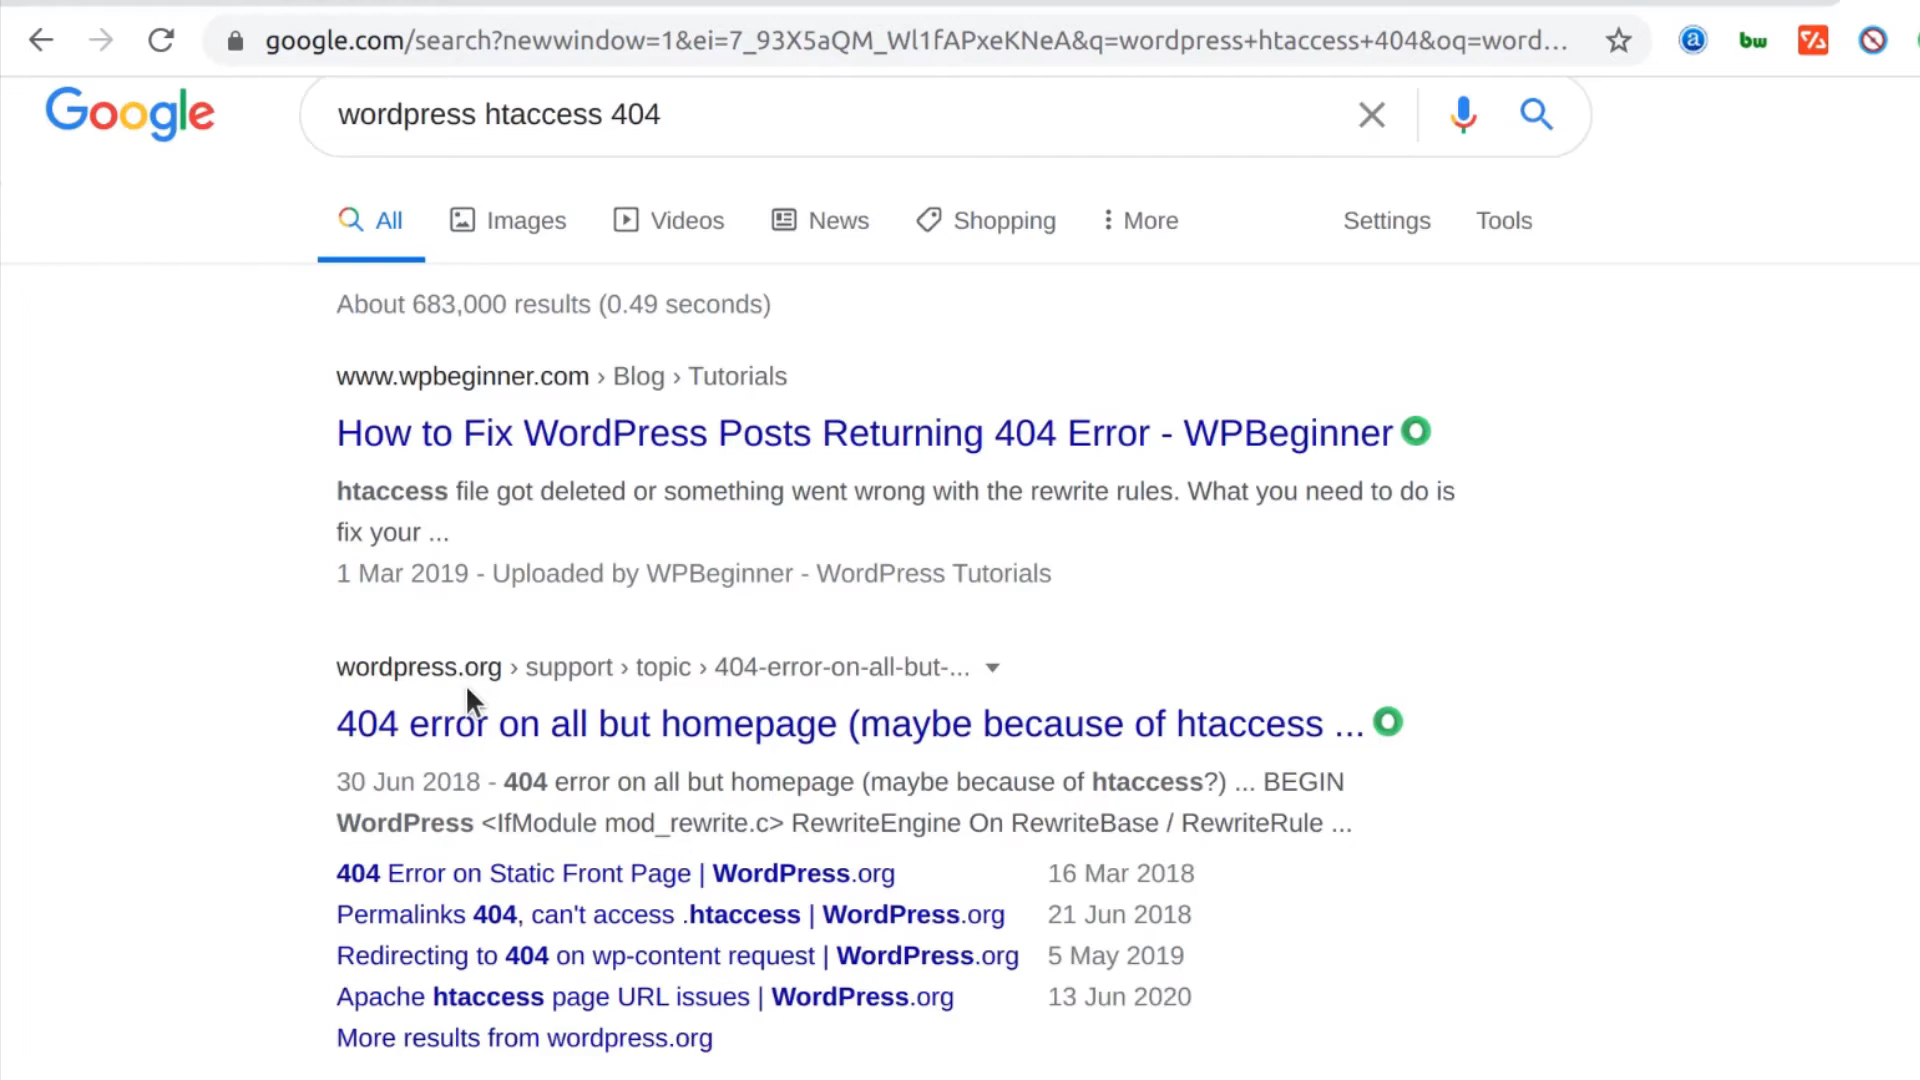 google.com/search?newwindow=1&ei=7_93X5aQM_Wl1fAPxeKNeA&q=wordpress+htaccess+404&oq=word...
a
bw
Google
wordpress htaccess 404
All Images Videos News Shopping More Settings Tools
About 683,000 results (0.49 seconds)
www.wpbeginner.com › Blog › Tutorials
How to Fix WordPress Posts Returning 404 Error - WPBeginner
htaccess file got deleted or something went wrong with the rewrite rules. What you need to do is
fix your ...
1 Mar 2019 - Uploaded by WPBeginner - WordPress Tutorials
wordpress.org › support › topic › 404-error-on-all-but-...
404 error on all but homepage (maybe because of htaccess ...
30 Jun 2018 - 404 error on all but homepage (maybe because of htaccess?) ... BEGIN
WordPress <IfModule mod_rewrite.c> RewriteEngine On RewriteBase / RewriteRule ...
404 Error on Static Front Page | WordPress.org 16 Mar 2018
Permalinks 404, can't access .htaccess | WordPress.org 21 Jun 2018
Redirecting to 404 on wp-content request | WordPress.org 5 May 2019
Apache htaccess page URL issues | WordPress.org 13 Jun 2020
More results from wordpress.org